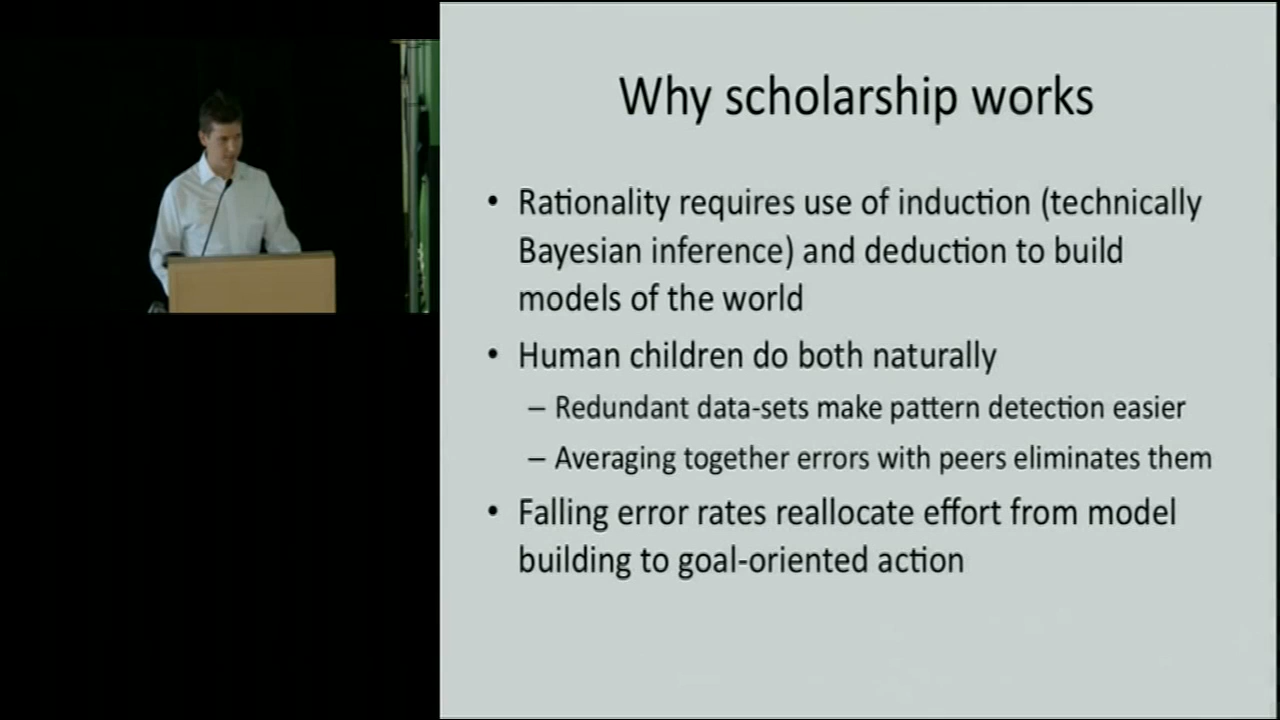 Why scholarship works
• Rationality requires use of induction (technically
Bayesian inference) and deduction to build
models of the world
• Human children do both naturally
– Redundant data-sets make pattern detection easier
– Averaging together errors with peers eliminates them
• Falling error rates reallocate effort from model
building to goal-oriented action